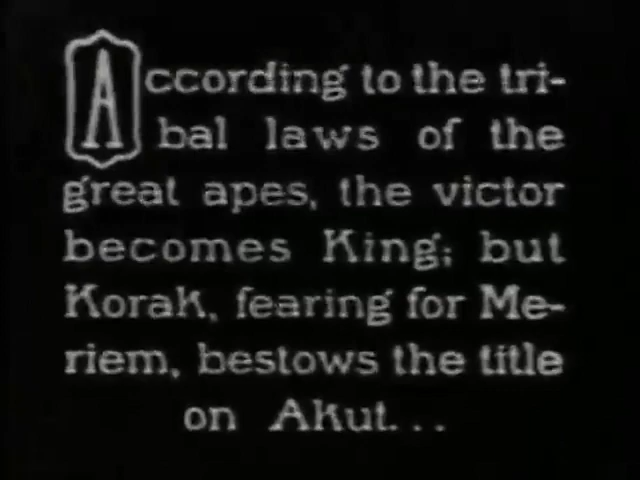 According to the tri-
bal laws of the
great apes, the victor
becomes King; but
Korak, fearing for Me-
riem, bestows the title
on Akut...